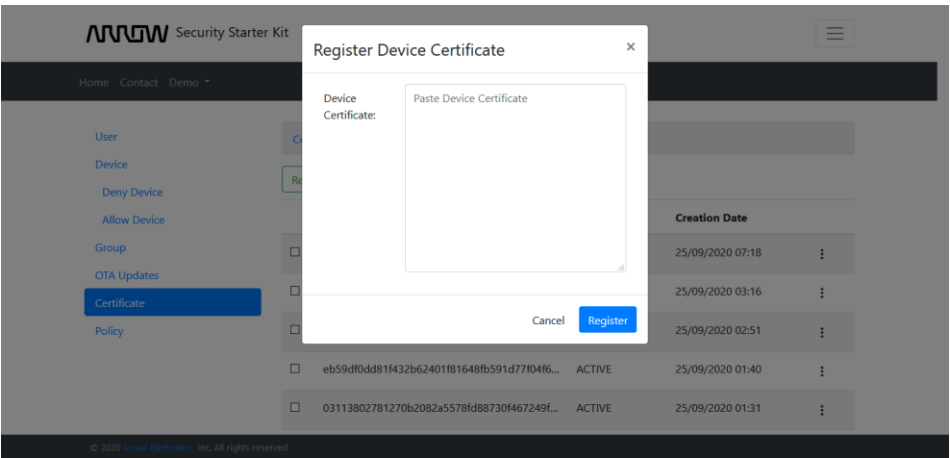 ARROW Security Starter Kit
Home Contact Demo
Register Device Certificate ×
Device Certificate:
Paste Device Certificate
Cancel Register
User
Device
Deny Device
Allow Device
Group
OTA Updates
Certificate
Policy
Creation Date
25/09/2020 07:18
25/09/2020 03:16
25/09/2020 02:51
eb59df0dd81f432b62401f81648fb591d77f04f6... ACTIVE 25/09/2020 01:40
03113802781270b2082a5578fd88730f467249f... ACTIVE 25/09/2020 01:31
© 2020 Arrow Electronics, Inc. All rights reserved